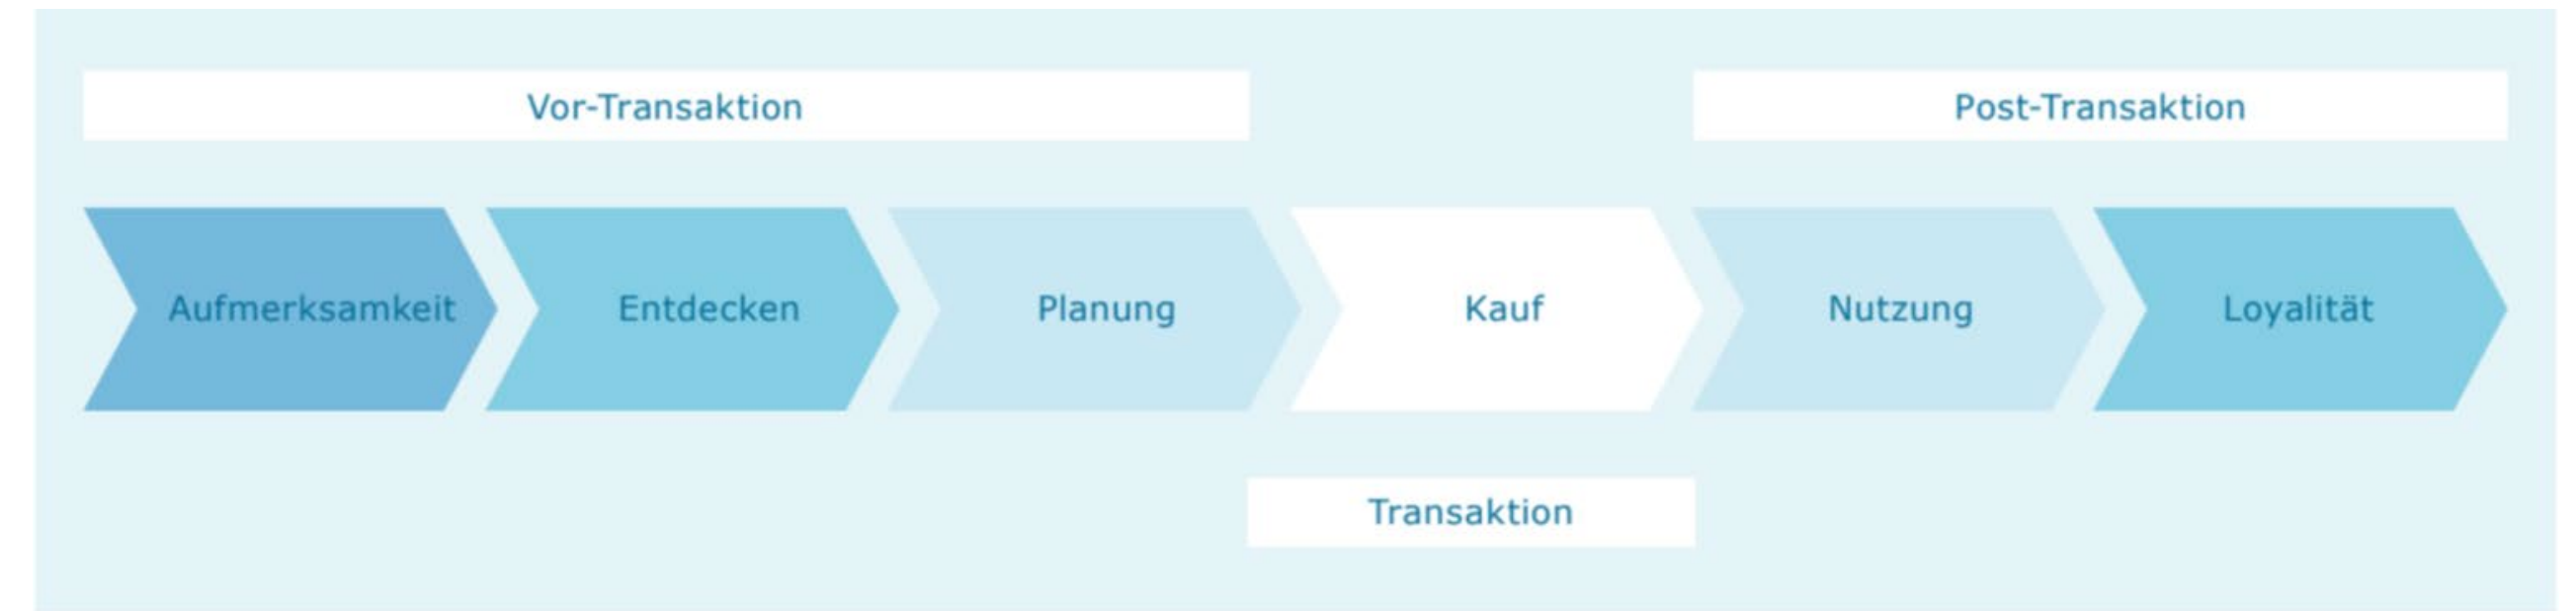 Vor-Transaktion
Post-Transaktion
Aufmerksamkeit
Entdecken
Planung
Kauf
Nutzung
Loyalität
Transaktion